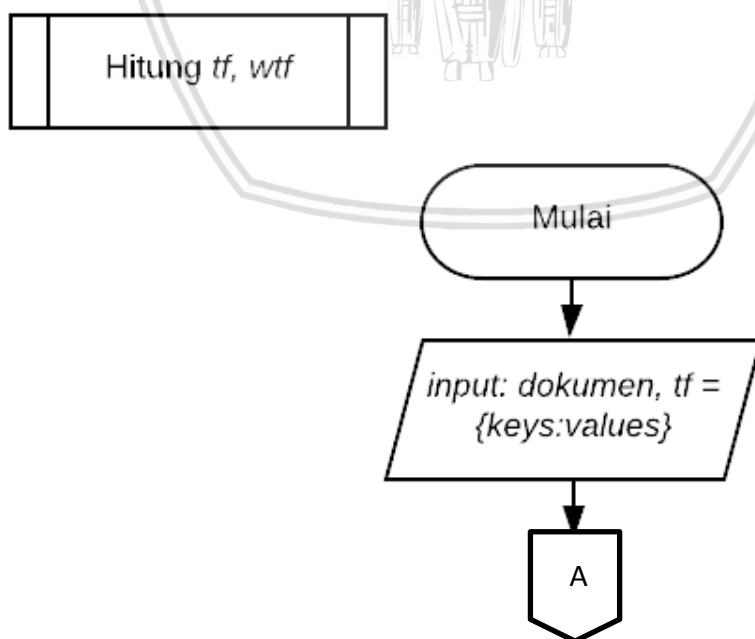 Hitung tf, wtf
Mulai
input: dokumen, tf =
{keys:values}
A